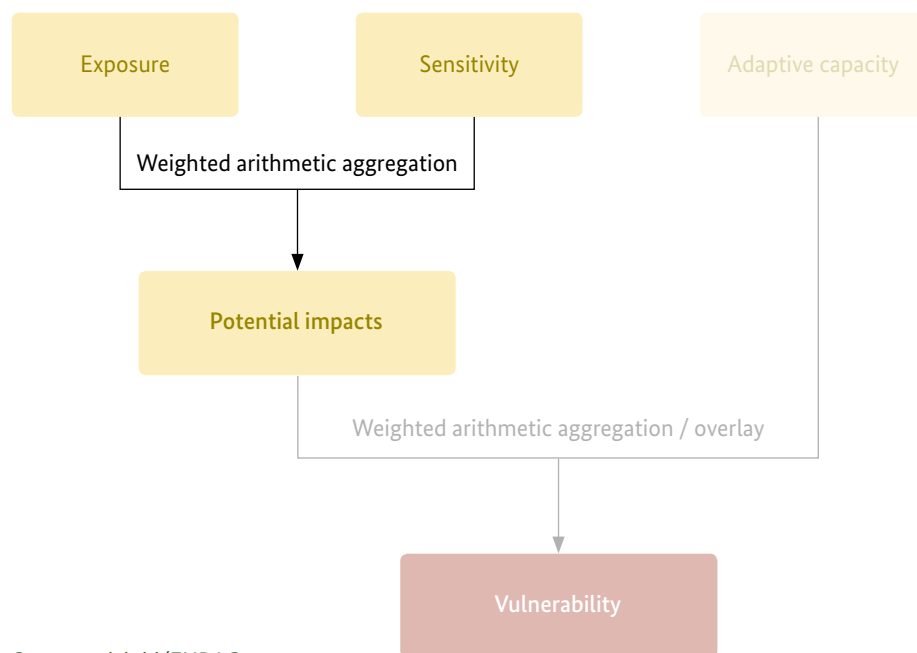 Exposure
Sensitivity
Adaptive capacity
Weighted arithmetic aggregation
Potential impacts
Weighted arithmetic aggregation / overlay
Vulnerability